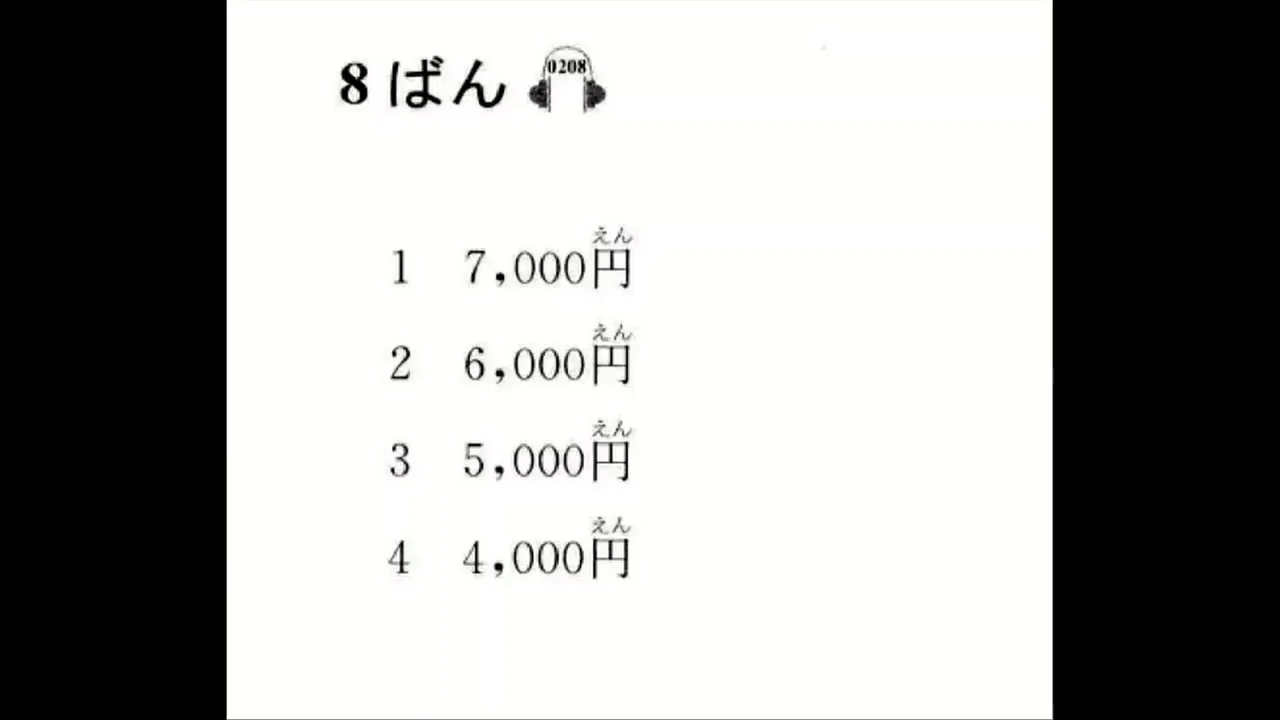 8 ばん 0208
1 7,000円
えん
2 6,000円
えん
3 5,000円
えん
4 4,000円
えん